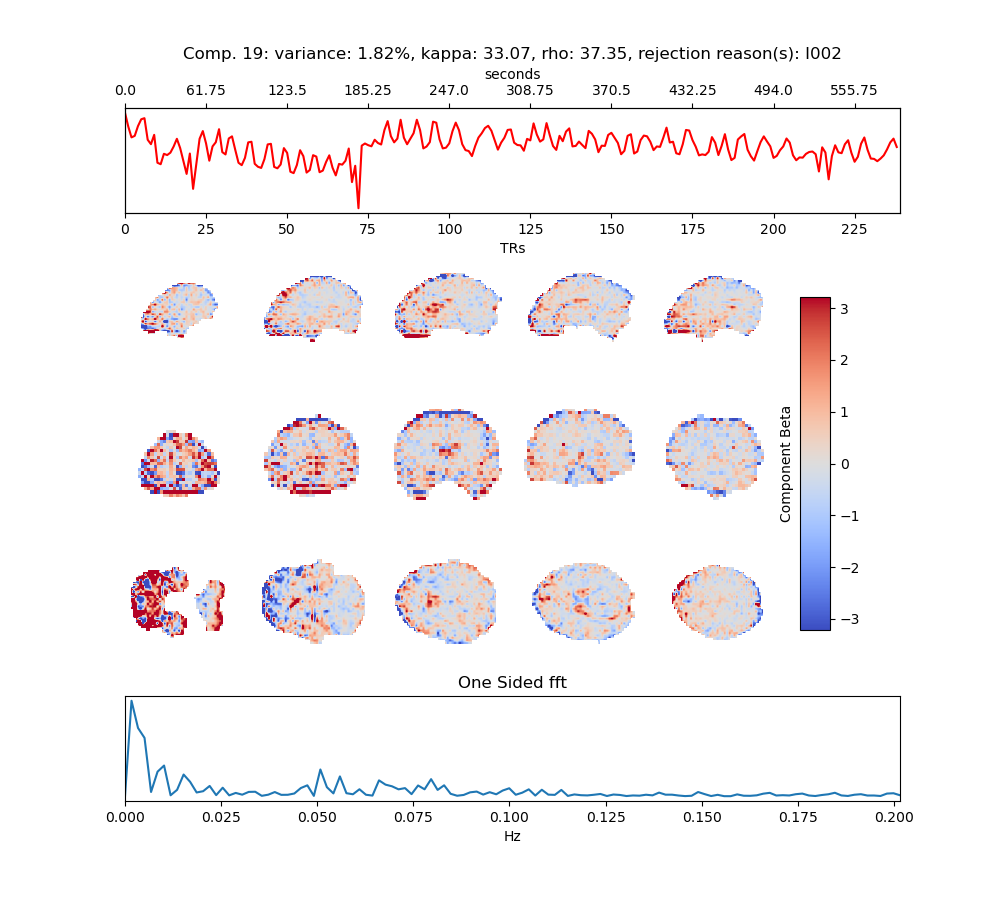 Comp. 19: variance: 1.82%, kappa: 33.07, rho: 37.35, rejection reason(s): I002
seconds
0.0 61.75 123.5 185.25 247.0 308.75 370.5 432.25 494.0 555.75
0 25 50 75 100 125 150 175 200 225
TRs
3
2
1
0
−1
−2
−3
Component Beta
One Sided fft
0.000 0.025 0.050 0.075 0.100 0.125 0.150 0.175 0.200
Hz